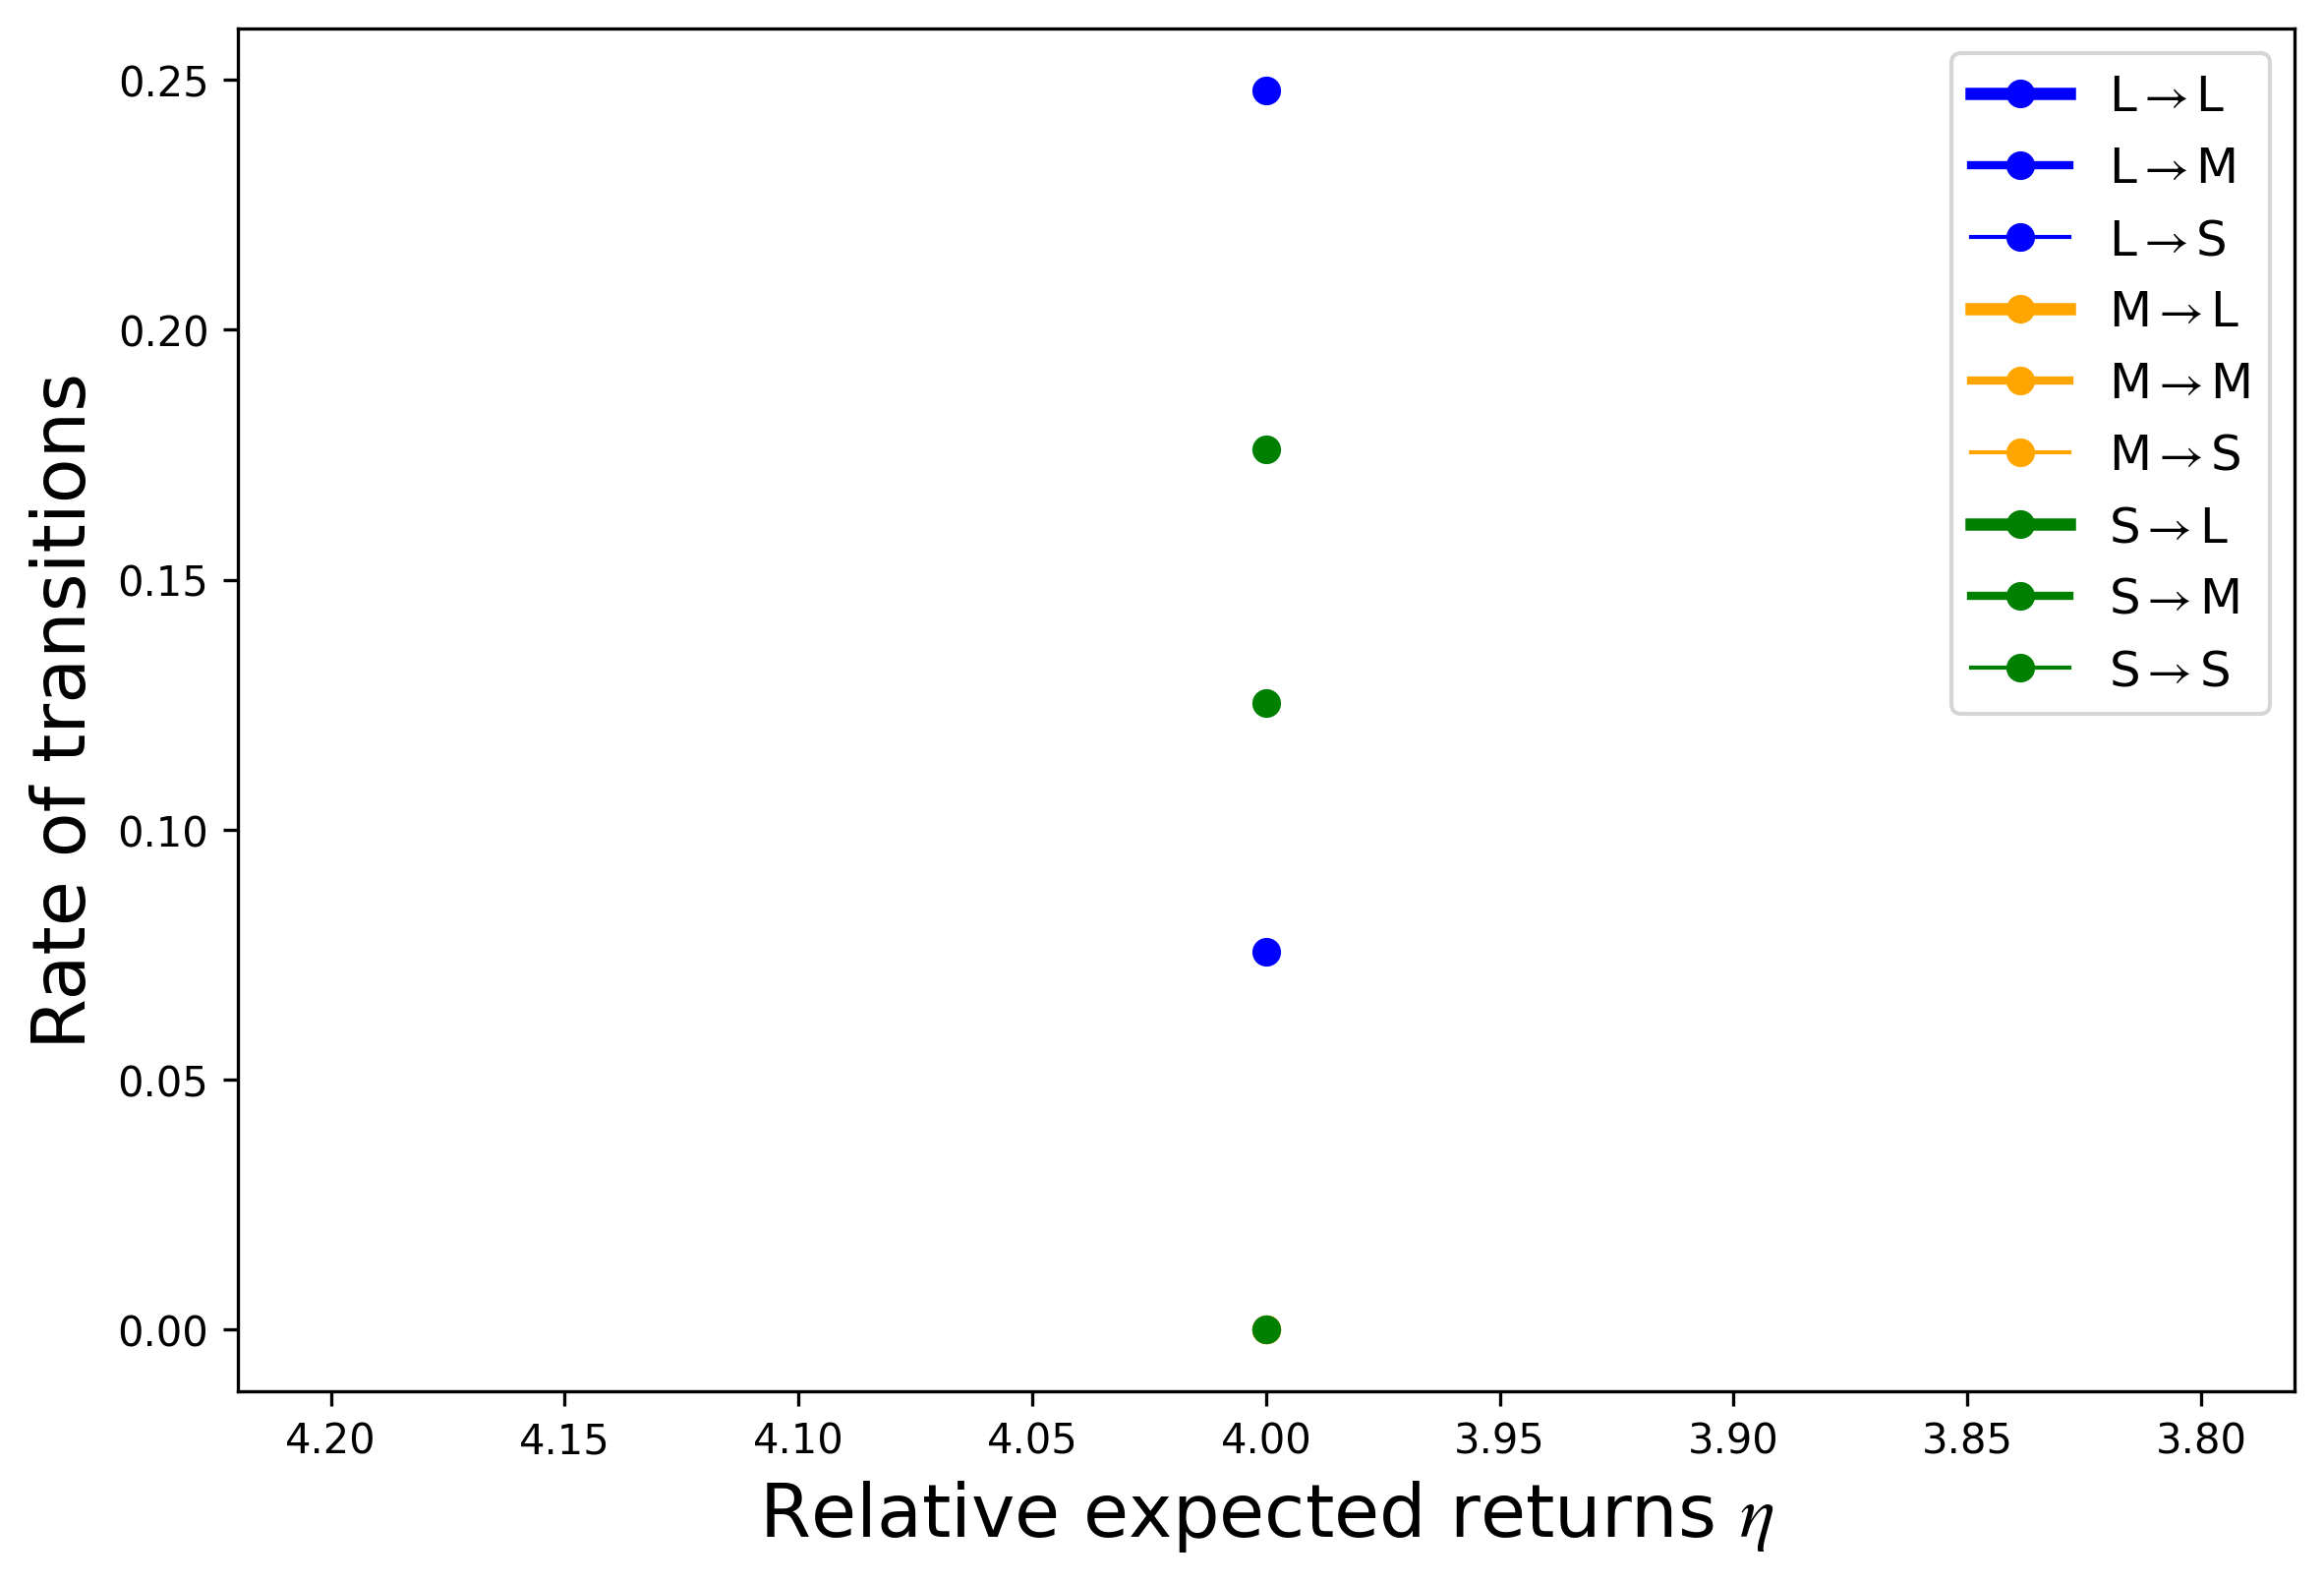 Rate of transitions
0.25
0.20
0.15
0.10
0.05
0.00
L→L
L→M
L→S
M→L
M→M
M→S
S→L
S→M
S→S
4.20 4.15 4.10 4.05 4.00 3.95 3.90 3.85 3.80
Relative expected returns η